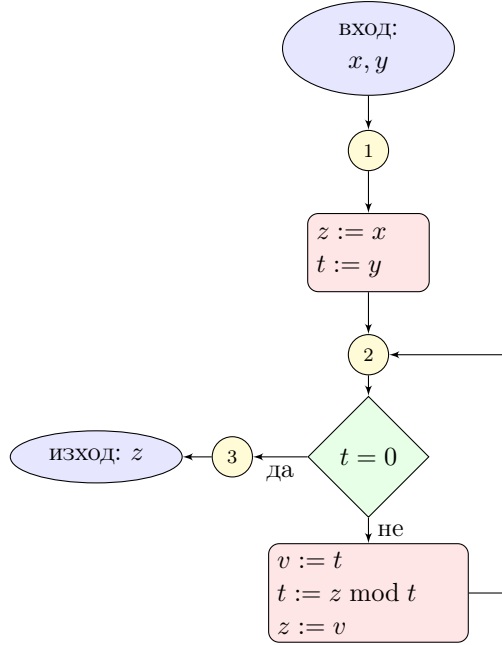 вход:
x, y
1
z := x
t := y
2
t = 0
да
3
изход: z
не
v := t
t := z mod t
z := v